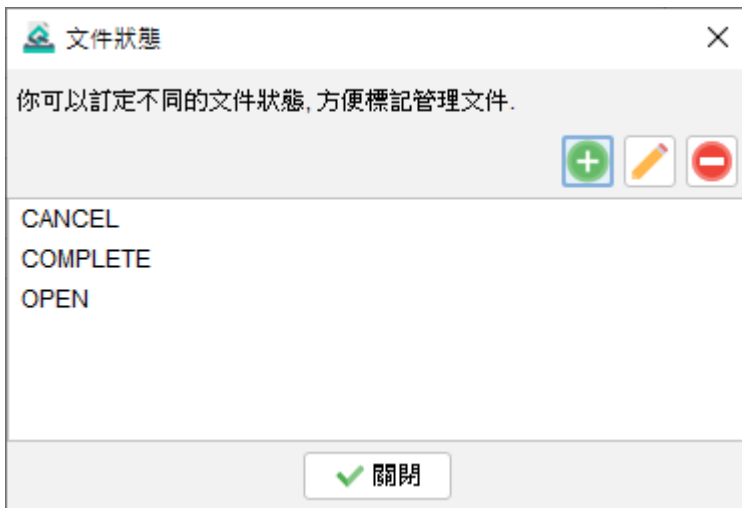 文件狀態
你可以訂定不同的文件狀態, 方便標記管理文件.
CANCEL
COMPLETE
OPEN
關閉